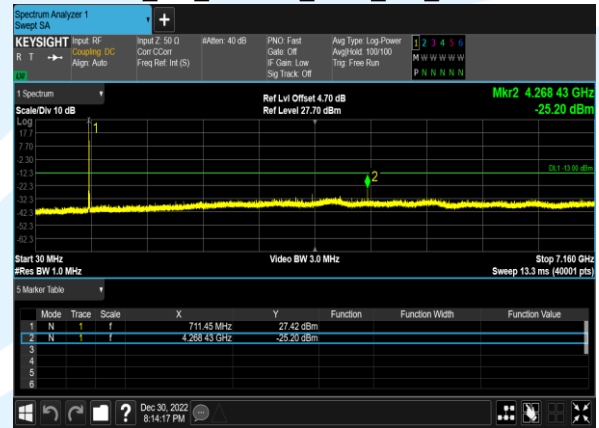 Spectrum Analyzer 1
Swept SA
+
KEYSIGHT Input: RF Input Z: 50 Ω #Atten: 40 dB PNO: Fast Avg Type: Log-Power 1 2 3 4 5 6
R T Coupling: DC Corr CCorr Gate: Off Avg|Hold: 100/100 M W W W W W
Align: Auto Freq Ref: Int (S) IF Gain: Low Trig: Free Run P N N N N N
Sig Track: Off
1 Spectrum Ref Lvl Offset 4.70 dB Mkr2 4.268 43 GHz
Scale/Div 10 dB Ref Level 27.70 dBm -25.20 dBm
Log
17.7
7.70
-2.30
-12.3
-22.3
-32.3
-42.3
-52.3
-62.3
1
2
DL1 -13.00 dBm
Start 30 MHz Video BW 3.0 MHz Stop 7.160 GHz
#Res BW 1.0 MHz Sweep 13.3 ms (40001 pts)
5 Marker Table
Mode Trace Scale X Y Function Function Width Function Value
1 N 1 f 711.45 MHz 27.42 dBm
2 N 1 f 4.268 43 GHz -25.20 dBm
3
4
5
6
? Dec 30, 2022
8:14:17 PM